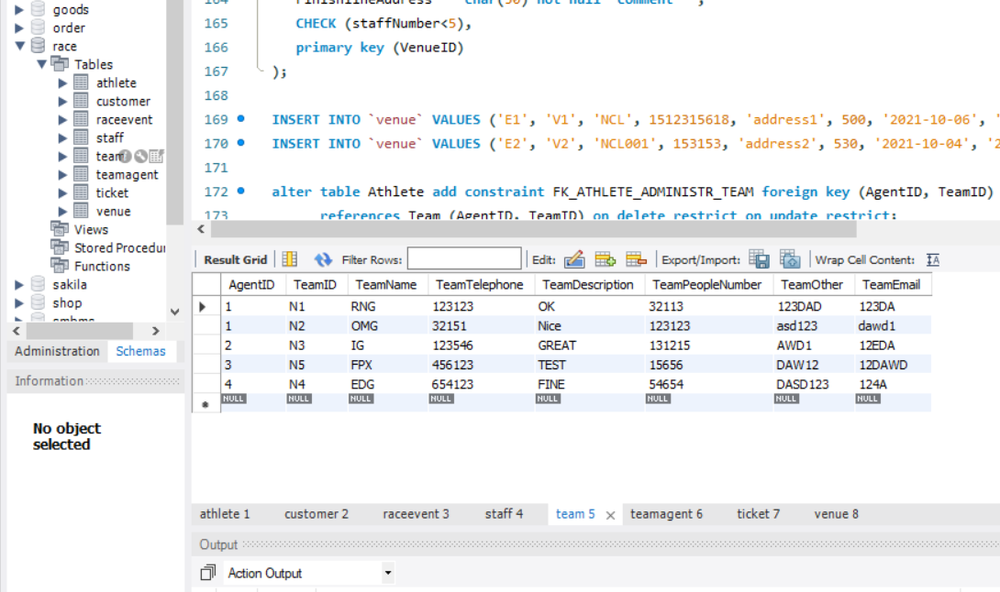 goods
order
race
Tables
athlete
customer
raceevent
staff
team
teamagent
ticket
venue
Views
Stored Procedu
Functions
sakila
shop
Administration Schemas
Information
No object
selected
165 CHECK (staffNumber<5),
166 primary key (VenueID)
167 );
168
169 INSERT INTO `venue` VALUES ('E1', 'V1', 'NCL', 1512315618, 'address1', 500, '2021-10-06', '
170 INSERT INTO `venue` VALUES ('E2', 'V2', 'NCL001', 153153, 'address2', 530, '2021-10-04', '2
171
172 alter table Athlete add constraint FK_ATHLETE_ADMINISTR_TEAM foreign key (AgentID, TeamID)
173 references Team (AgentID, TeamID) on delete restrict on update restrict;
Result Grid Filter Rows: Edit: Export/Import: Wrap Cell Content: IA
AgentID TeamID TeamName TeamTelephone TeamDescription TeamPeopleNumber TeamOther TeamEmail
1 N1 RNG 123123 OK 32113 123DAD 123DA
1 N2 OMG 32151 Nice 123123 asd123 dawd1
2 N3 IG 123546 GREAT 131215 AWD1 12EDA
3 N5 FPX 456123 TEST 15656 DAW12 12DAWD
4 N4 EDG 654123 FINE 54654 DASD123 124A
NULL NULL NULL NULL NULL NULL NULL NULL
athlete 1 customer 2 raceevent 3 staff 4 team 5 teamagent 6 ticket 7 venue 8
Output
Action Output